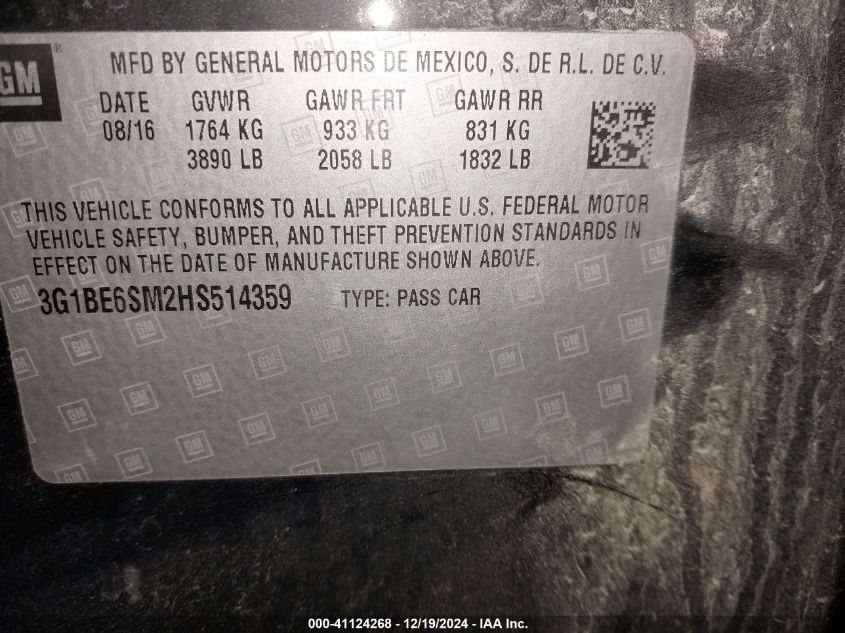 GM®
MFD BY GENERAL MOTORS DE MEXICO, S. DE R.L. DE C.V.
DATE GVWR GAWR FRT GAWR RR
08/16 1764 KG 933 KG 831 KG
3890 LB 2058 LB 1832 LB
THIS VEHICLE CONFORMS TO ALL APPLICABLE U.S. FEDERAL MOTOR
VEHICLE SAFETY, BUMPER, AND THEFT PREVENTION STANDARDS IN
EFFECT ON THE DATE OF MANUFACTURE SHOWN ABOVE.
3G1BE6SM2HS514359 TYPE: PASS CAR
000-41124268 - 12/19/2024 - IAA Inc.